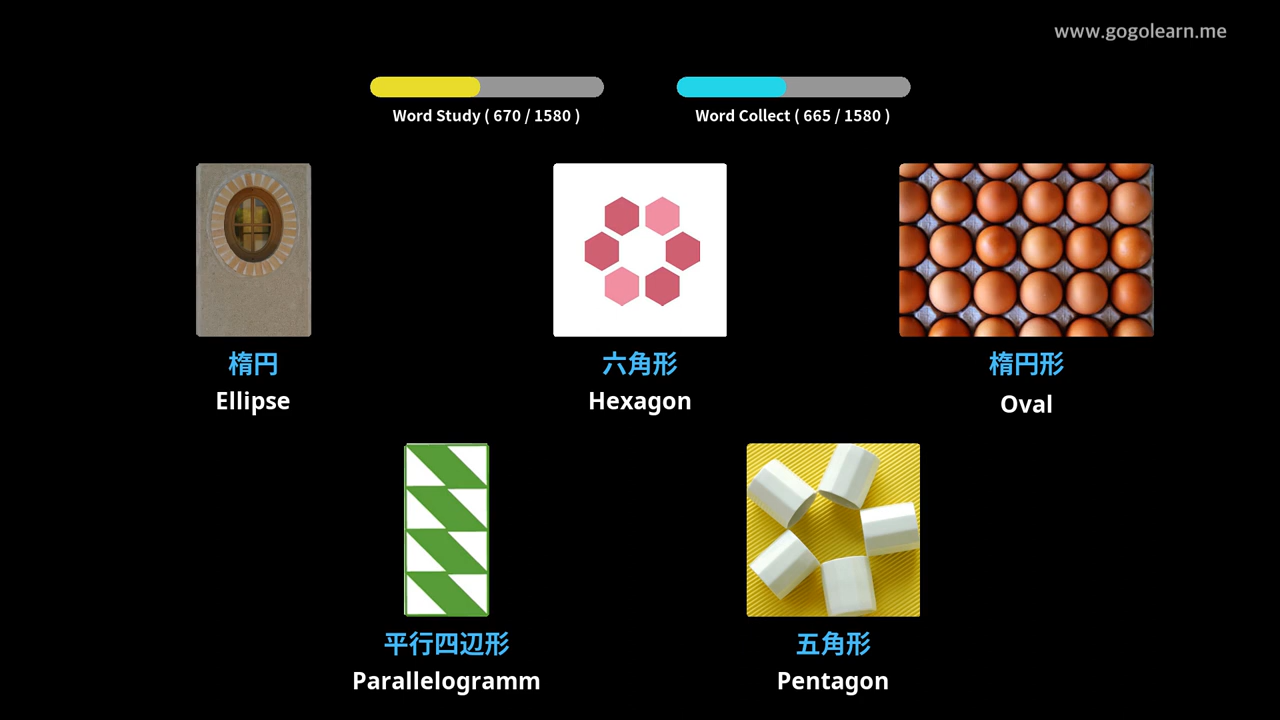 www.gogolearn.me
Word Study ( 670 / 1580 )
Word Collect ( 665 / 1580 )
楕円
Ellipse
六角形
Hexagon
楕円形
Oval
平行四辺形
Parallelogramm
五角形
Pentagon